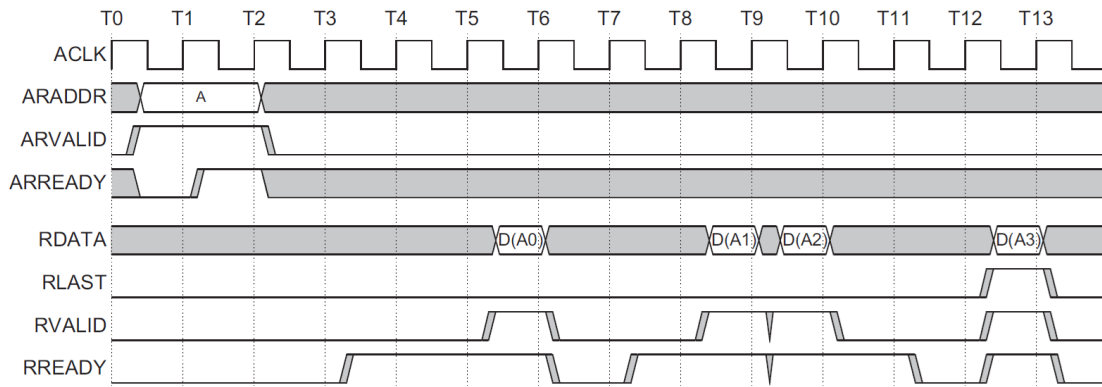 T0 T1 T2 T3 T4 T5 T6 T7 T8 T9 T10 T11 T12 T13
ACLK
ARADDR A
ARVALID
ARREADY
RDATA D(A0) D(A1) D(A2) D(A3)
RLAST
RVALID
RREADY